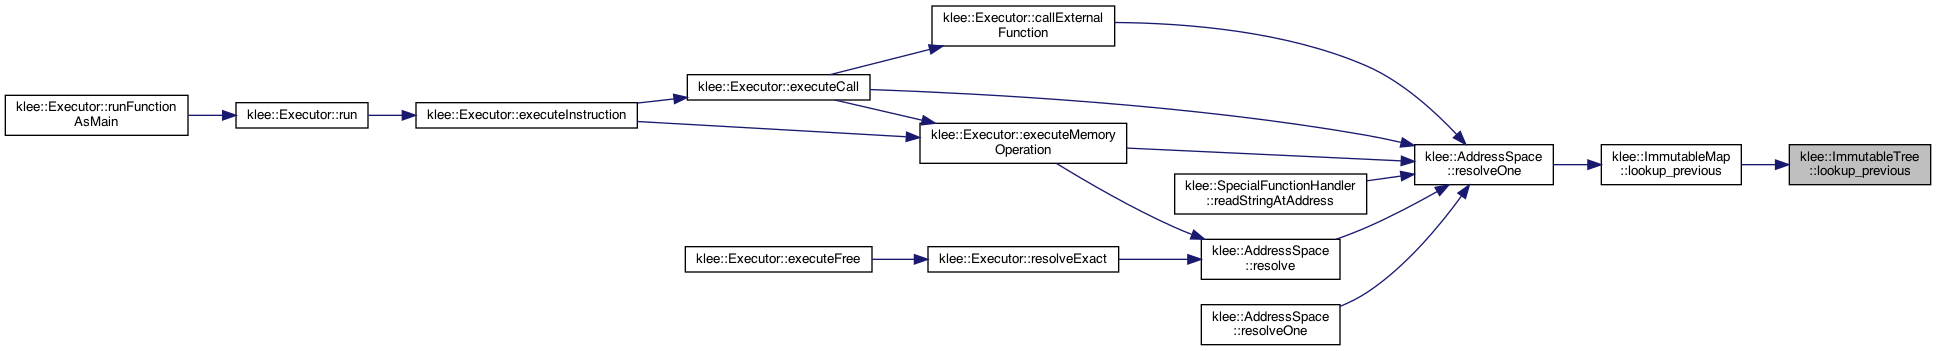 klee::Executor::runFunction
AsMain
klee::Executor::run
klee::Executor::executeInstruction
klee::Executor::executeCall
klee::Executor::callExternal
Function
klee::Executor::executeMemory
Operation
klee::SpecialFunctionHandler
::readStringAtAddress
klee::Executor::executeFree
klee::Executor::resolveExact
klee::AddressSpace
::resolve
klee::AddressSpace
::resolveOne
klee::AddressSpace
::resolveOne
klee::ImmutableMap
::lookup_previous
klee::ImmutableTree
::lookup_previous